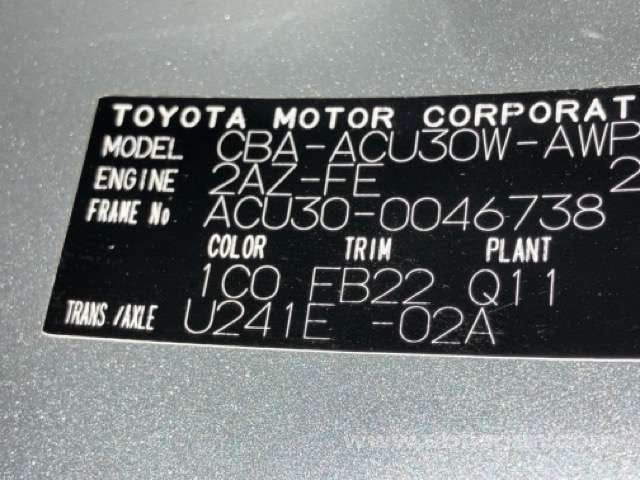 TOYOTA MOTOR CORPORAT
MODEL CBA-ACU30W-AWP
ENGINE 2AZ-FE 2
FRAME No ACU30-0046738
COLOR TRIM PLANT
1C0 FB22 Q11
TRANS/AXLE U241E -02A